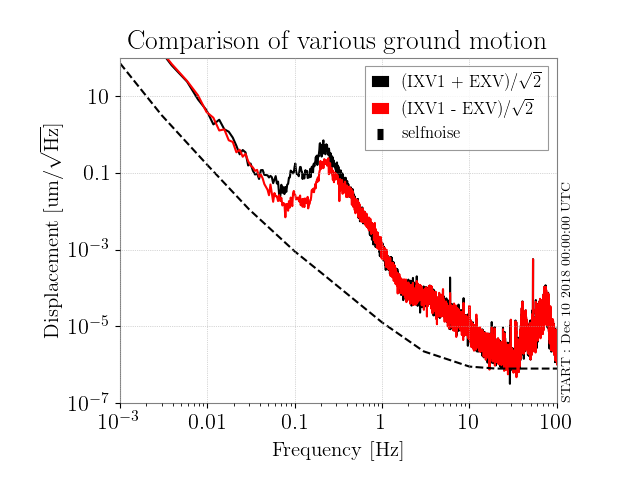 Comparison of various ground motion
(IXV1 + EXV)/√2
(IXV1 - EXV)/√2
selfnoise
Displacement [um/√Hz]
10
0.1
10⁻³
10⁻⁵
10⁻⁷
10⁻³ 0.01 0.1 1 10 100
Frequency [Hz]
START : Dec 10 2018 00:00:00 UTC